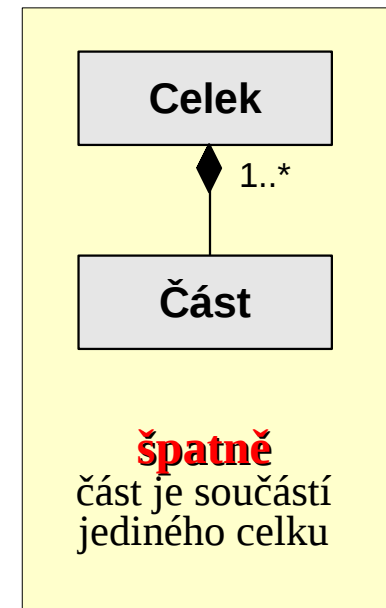 Celek
1..*
Část
špatně
část je součástí
jediného celku